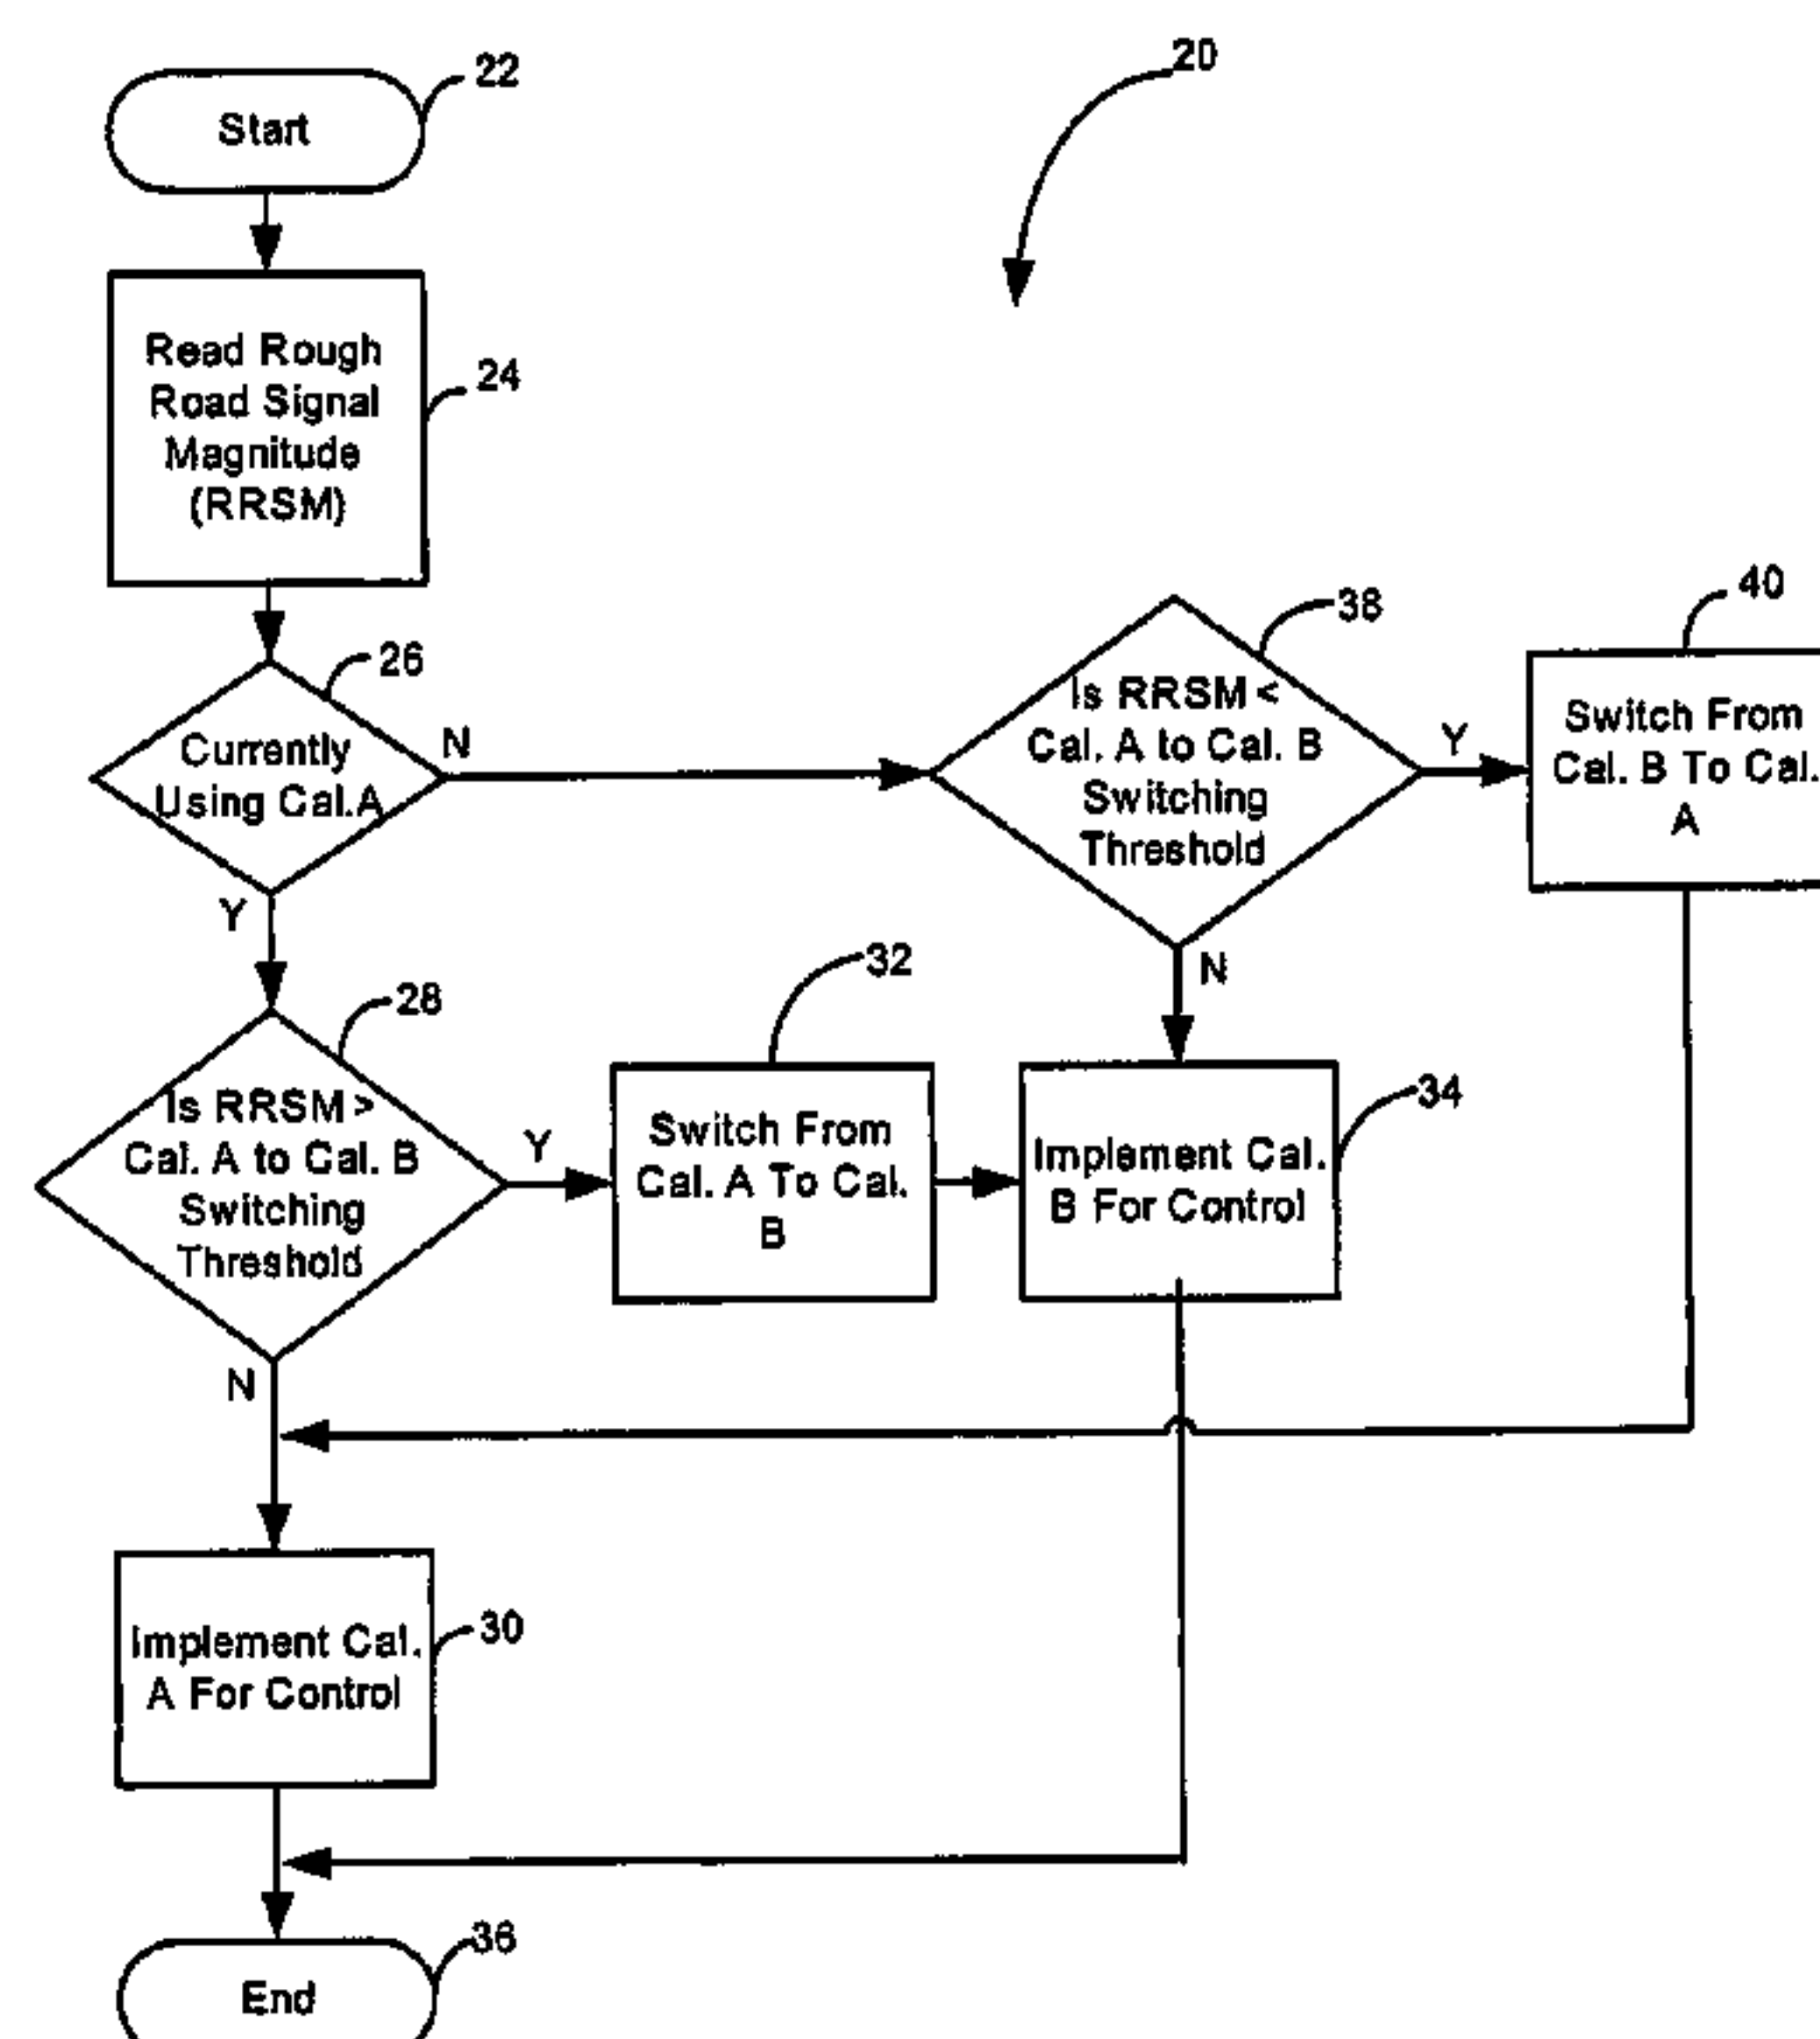 20
22
Start
Read Rough
Road Signal
Magnitude
(RRSM)
24
26
Currently
Using Cal.A
N
Y
38
Is RRSM <
Cal. A to Cal. B
Switching
Threshold
Y
N
40
Switch From
Cal. B To Cal.
A
28
Is RRSM >
Cal. A to Cal. B
Switching
Threshold
Y
N
32
Switch From
Cal. A To Cal.
B
34
Implement Cal.
B For Control
Implement Cal.
A For Control
30
36
End